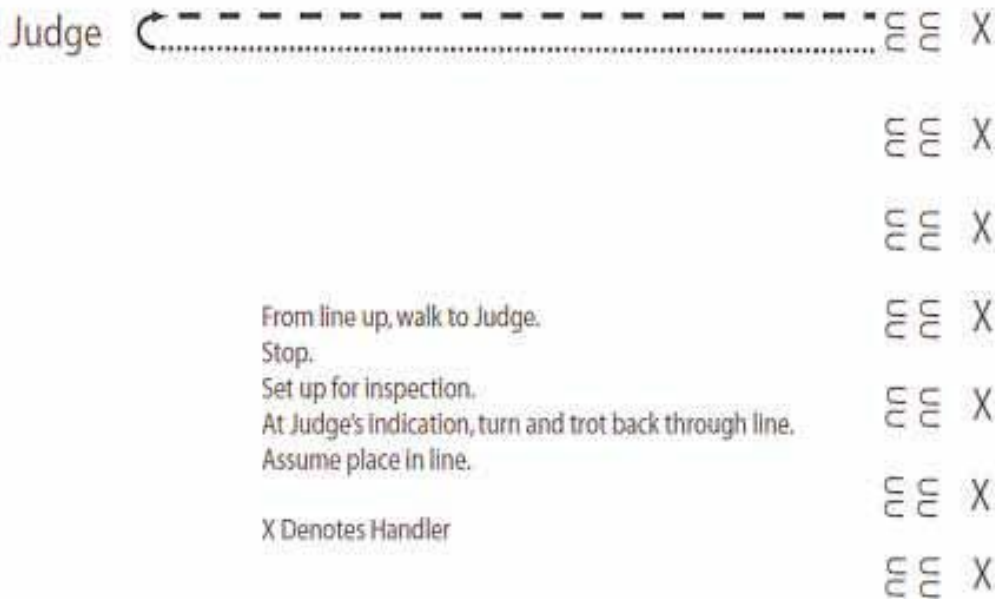 Judge X
X
X
From line up, walk to Judge. X
Stop.
Set up for inspection.
At Judge's indication, turn and trot back through line. X
Assume place in line.
X
X Denotes Handler
X